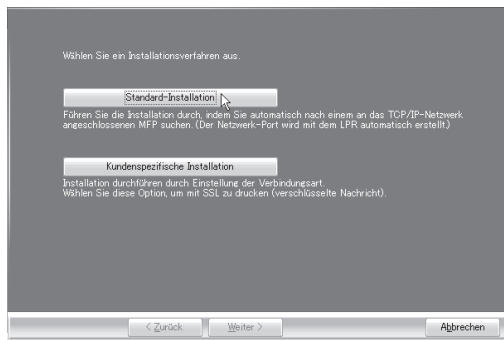 Wählen Sie ein Installationsverfahren aus.
Standard-Installation
Führen Sie die Installation durch, indem Sie automatisch nach einem an das TCP/IP-Netzwerk
angeschlossenen MFP suchen. (Der Netzwerk-Port wird mit dem LPR automatisch erstellt.)
Kundenspezifische Installation
Installation durchführen durch Einstellung der Verbindungsart.
Wählen Sie diese Option, um mit SSL zu drucken (verschlüsselte Nachricht).
< Zurück Weiter > Abbrechen